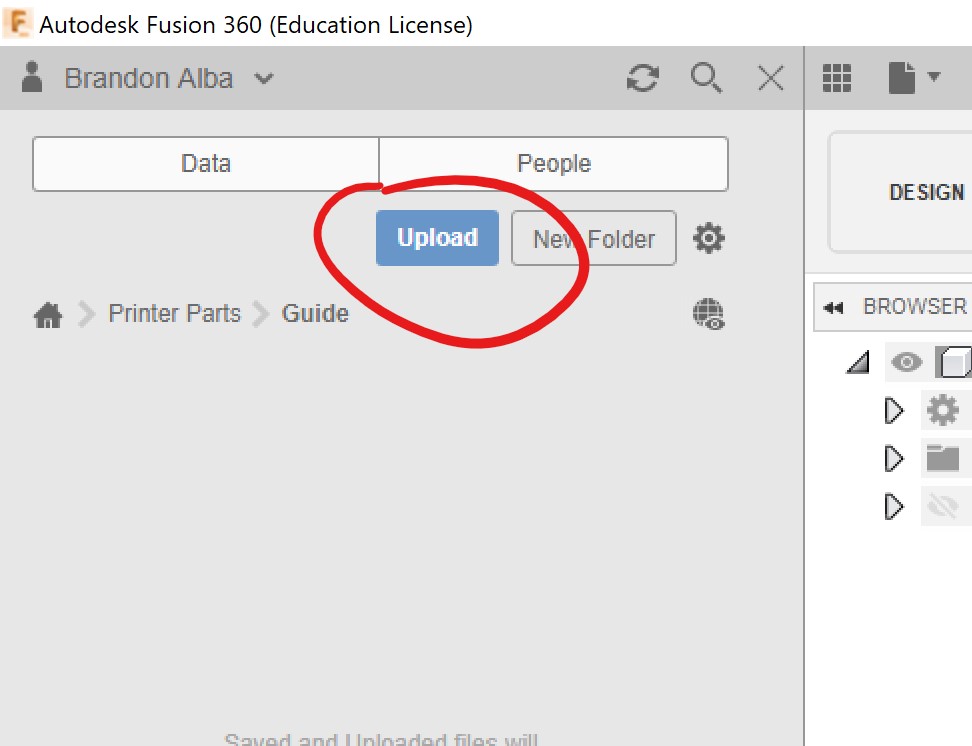 Autodesk Fusion 360 (Education License)
Brandon Alba
Data People
Upload New Folder
DESIGN
Printer Parts Guide
BROWSER
Saved and Uploaded files will